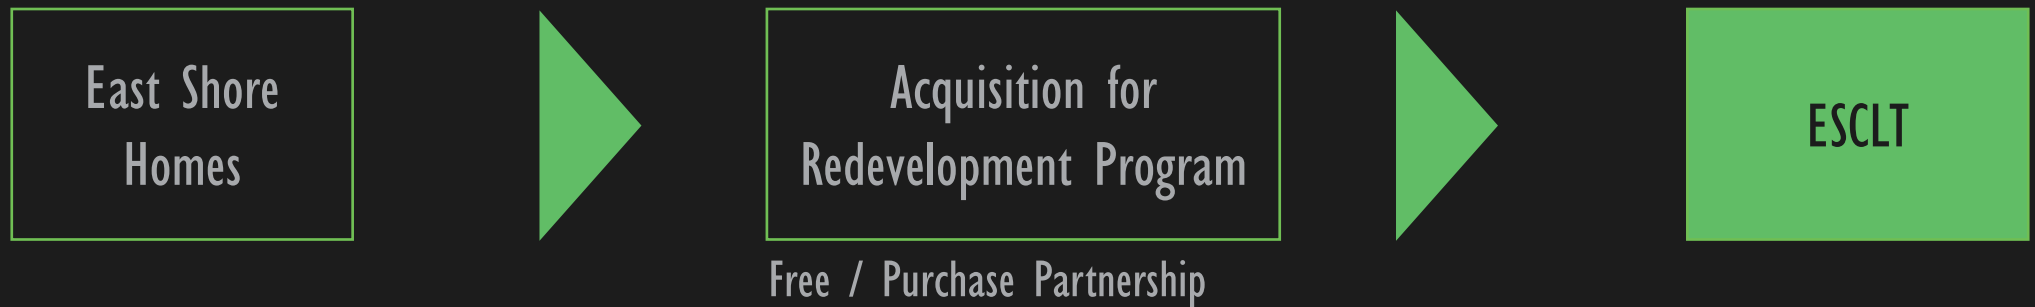 East Shore
Homes
Acquisition for
Redevelopment Program
ESCLT
Free / Purchase Partnership